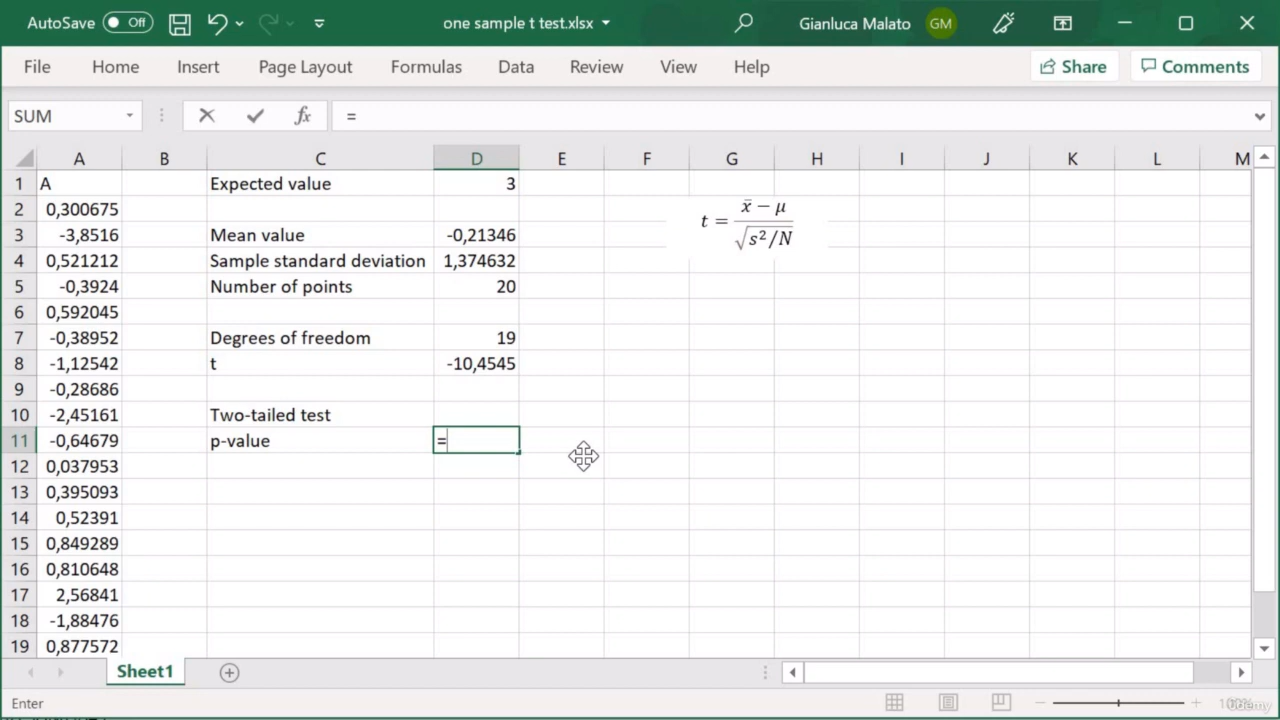 AutoSave Off one sample t test.xlsx Gianluca Malato GM
File Home Insert Page Layout Formulas Data Review View Help Share Comments
SUM fx =
A B C D E F G H I J K L M
1 A Expected value 3
2 0,300675
3 -3,8516 Mean value -0,21346
4 0,521212 Sample standard deviation 1,374632
5 -0,3924 Number of points 20
6 0,592045
7 -0,38952 Degrees of freedom 19
8 -1,12542 t -10,4545
9 -0,28686
10 -2,45161 Two-tailed test
11 -0,64679 p-value =
12 0,037953
13 0,395093
14 0,52391
15 0,849289
16 0,810648
17 2,56841
18 -1,88476
19 0,877572
t = x̄ − μ / √s²/N
Sheet1
Enter
Udemy